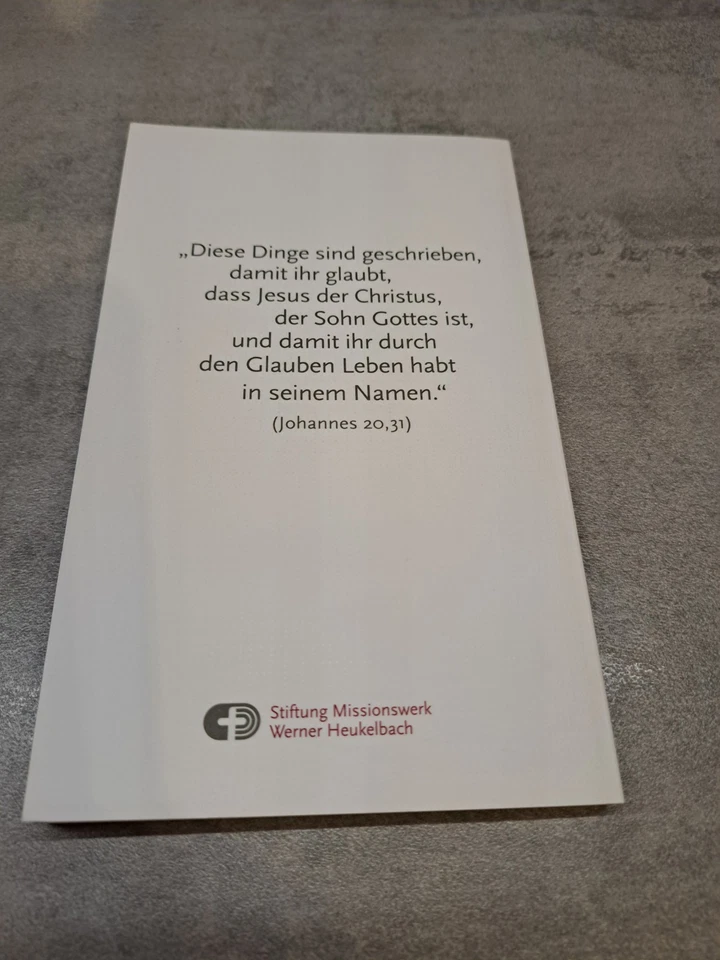 „Diese Dinge sind geschrieben,
damit ihr glaubt,
dass Jesus der Christus,
der Sohn Gottes ist,
und damit ihr durch
den Glauben Leben habt
in seinem Namen.“
(Johannes 20,31)
Stiftung Missionswerk
Werner Heukelbach